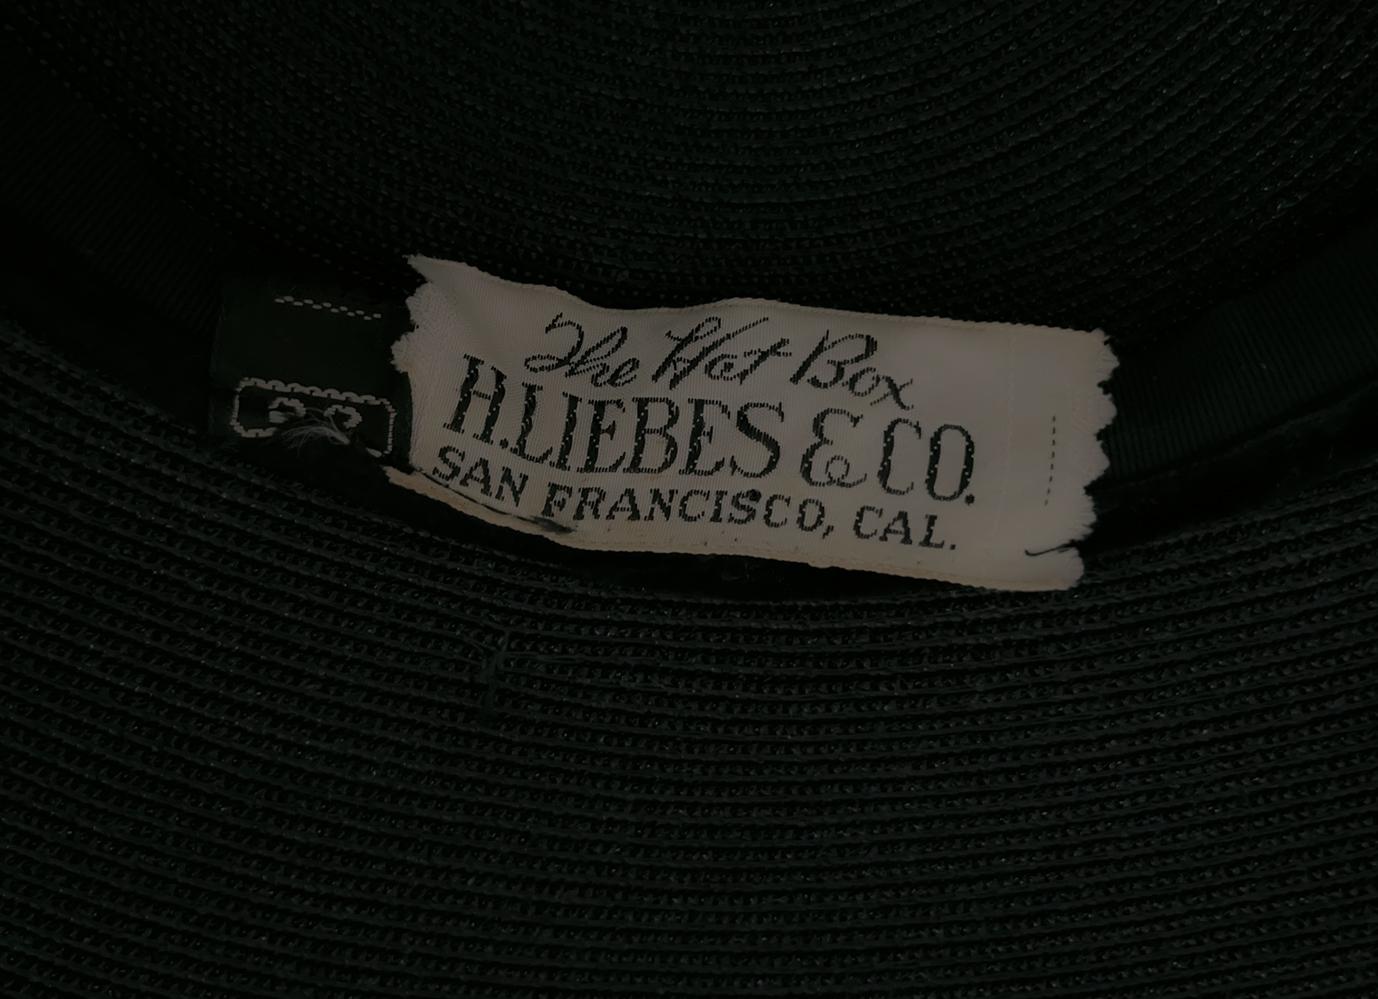 The Hat Box
H. LIEBES & CO.
SAN FRANCISCO, CAL.